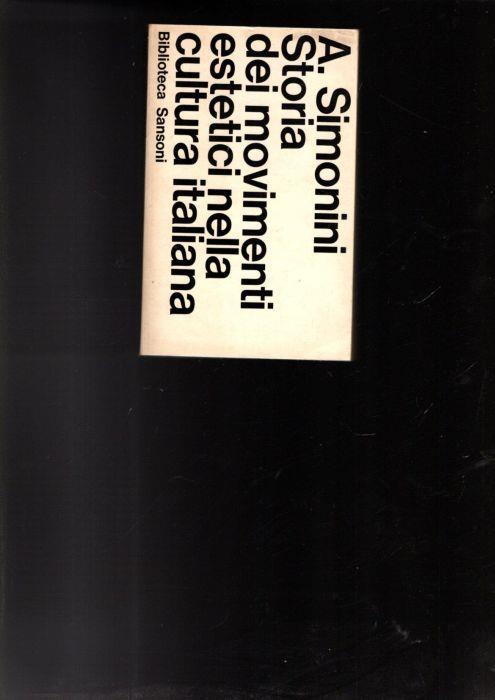 A. Simonini
Storia
dei movimenti
estetici nella
cultura italiana
Biblioteca Sansoni